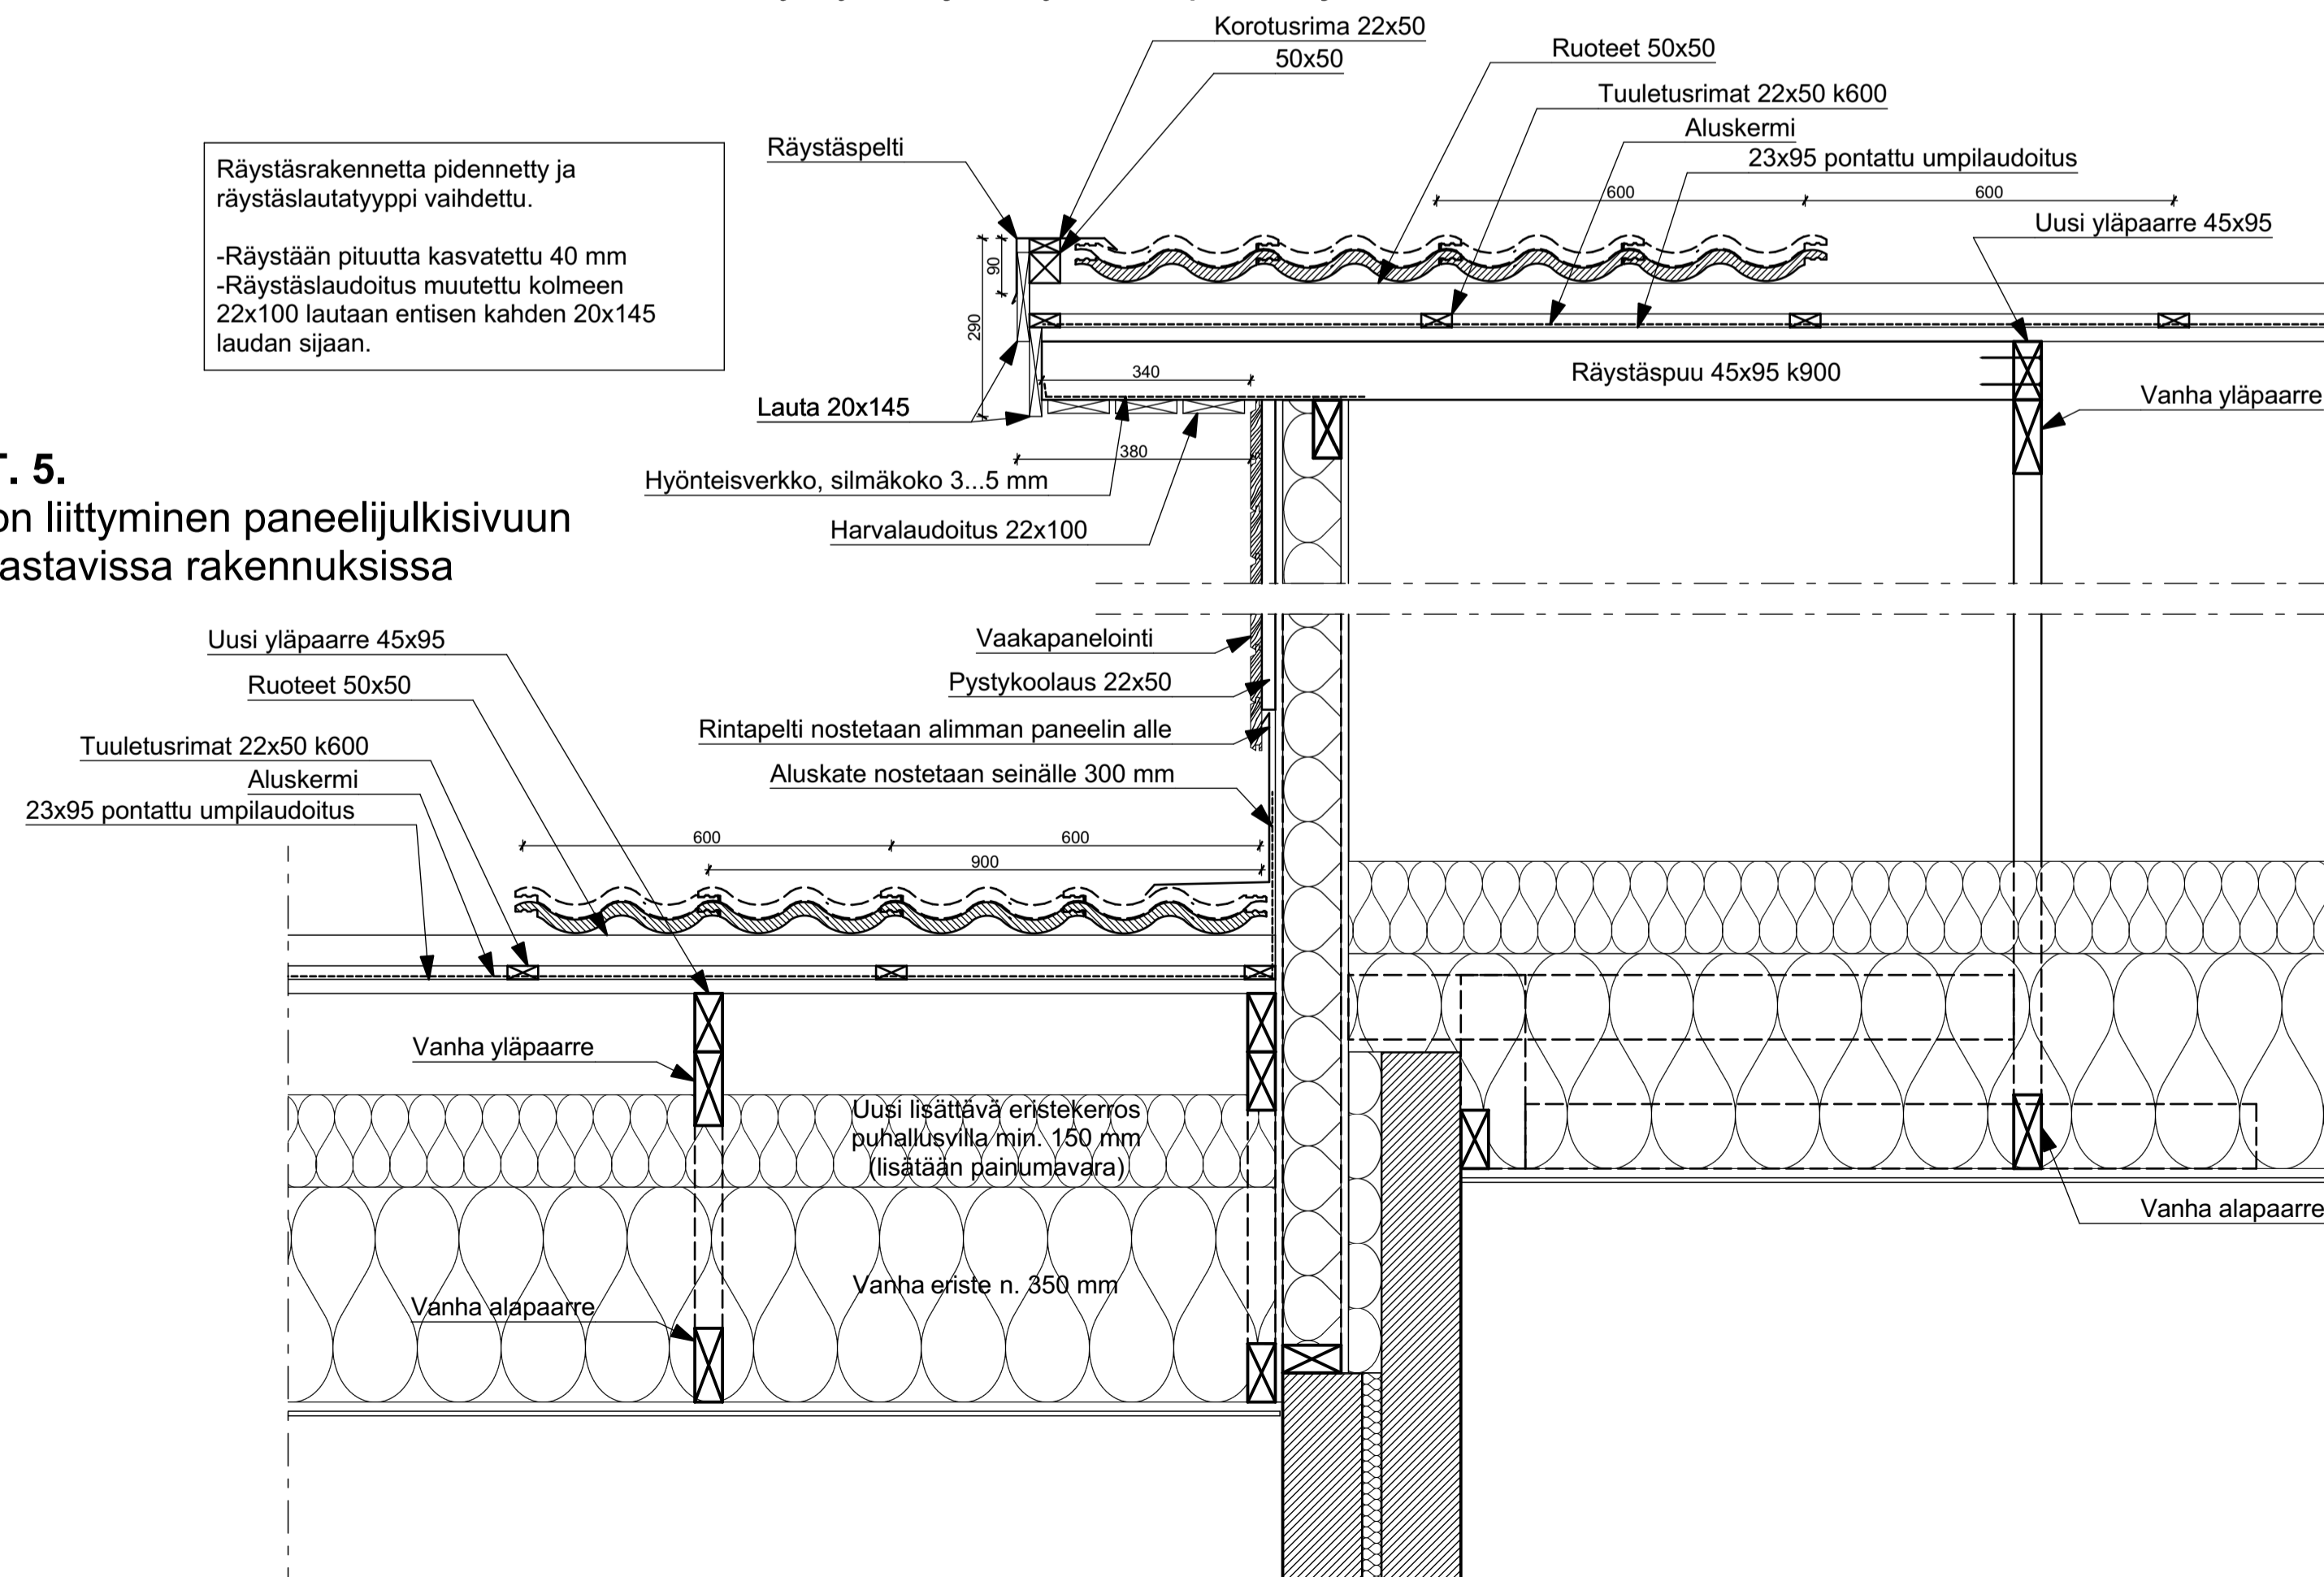 Korotusrima 22x50
50x50
Ruoteet 50x50
Tuuletusrimat 22x50 k600
Aluskermi
23x95 pontattu umpilaudoitus
Räystäspelti
600
600
Uusi yläpaarre 45x95
Räystäsrakennetta pidennetty ja
räystäslautatyyppi vaihdettu.
-Räystään pituutta kasvatettu 40 mm
-Räystäslaudoitus muutettu kolmeen
22x100 lautaan entisen kahden 20x145
laudan sijaan.
90
290
340
Räystäspuu 45x95 k900
Vanha yläpaarre
Lauta 20x145
380
Hyönteisverkko, silmäkoko 3...5 mm
Harvalaudoitus 22x100
T. 5.
on liittyminen paneelijulkisivuun
astavissa rakennuksissa
Uusi yläpaarre 45x95
Ruoteet 50x50
Tuuletusrimat 22x50 k600
Aluskermi
23x95 pontattu umpilaudoitus
Vaakapanelointi
Pystykoolaus 22x50
Rintapelti nostetaan alimman paneelin alle
Aluskate nostetaan seinälle 300 mm
600
600
900
Vanha yläpaarre
Uusi lisättävä eristekerros
puhallusvilla min. 150 mm
(lisätään painumavara)
Vanha eriste n. 350 mm
Vanha alapaarre
Vanha alapaarre